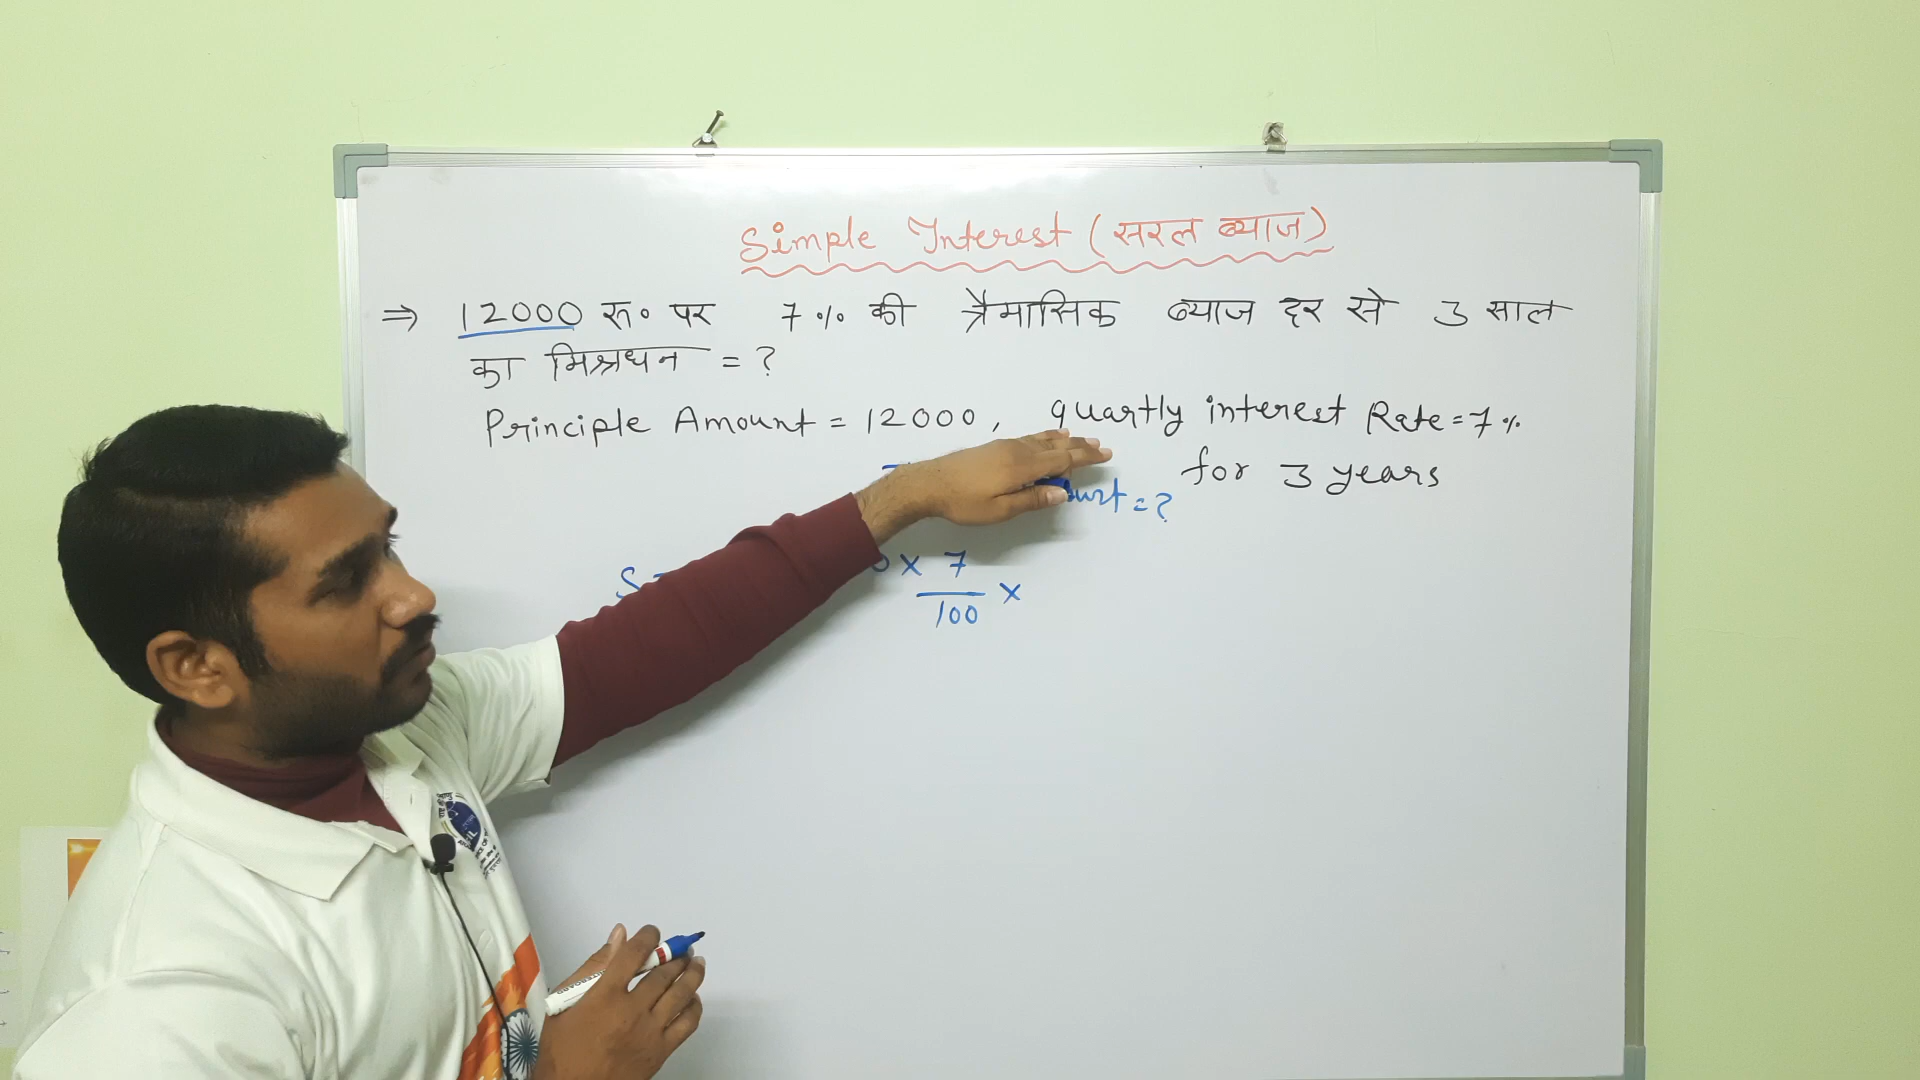 Simple Interest (सरल ब्याज)
⇒ 12000 रु० पर 7% की त्रैमासिक ब्याज दर से 3 साल
का मिश्रधन = ?
Principle Amount = 12000, quartly interest Rate = 7%
for 3 years
= ?
× 7
/100 ×